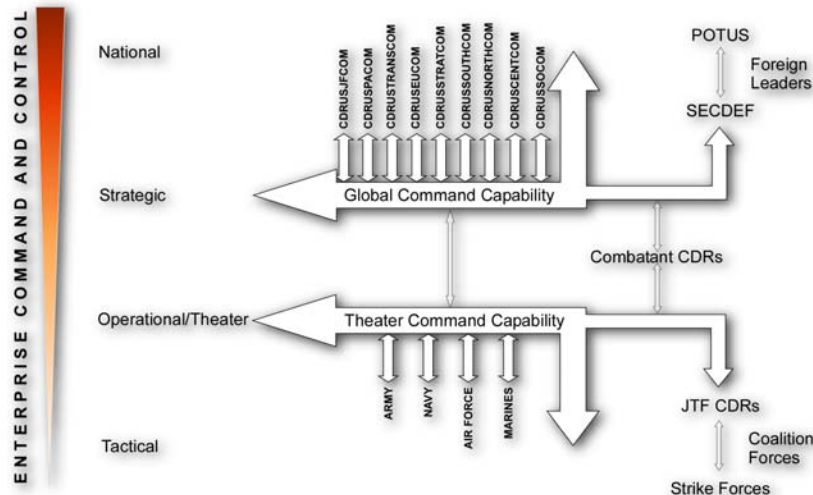 ENTERPRISE COMMAND AND CONTROL
National
Strategic
Operational/Theater
Tactical
CDRUSJFCOM
CDRUSPACOM
CDRUSTRANSCOM
CDRUSEUCOM
CDRUSSTRATCOM
CDRUSSOUTHCOM
CDRUSNORTHCOM
CDRUSCENTCOM
CDRUSSOCOM
Global Command Capability
Theater Command Capability
ARMY
NAVY
AIR FORCE
MARINES
POTUS
Foreign
Leaders
SECDEF
Combatant CDRs
JTF CDRs
Coalition
Forces
Strike Forces